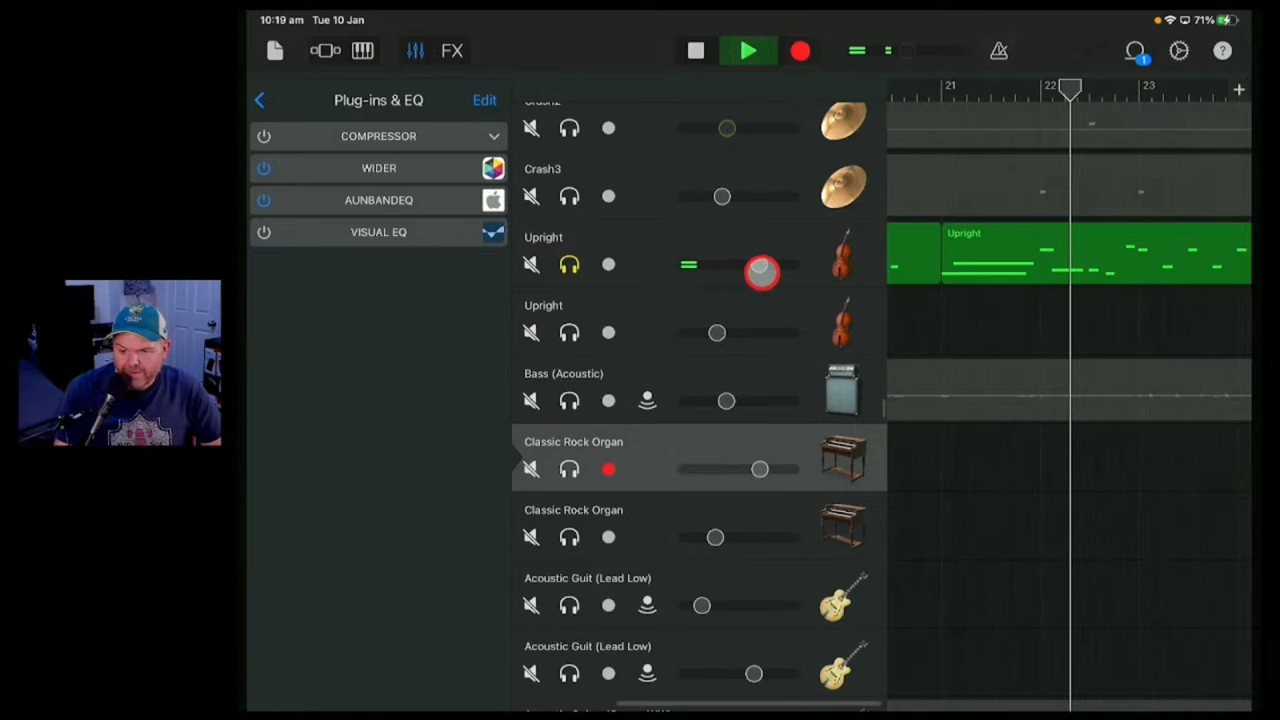 10:19 am Tue 10 Jan
71%
FX
1
?
Plug-ins & EQ
Edit
21
22
23
+
COMPRESSOR
WIDER
AUNBANDEQ
VISUAL EQ
Crash2
Crash3
Upright
Upright
Upright
Bass (Acoustic)
Classic Rock Organ
Classic Rock Organ
Acoustic Guit (Lead Low)
Acoustic Guit (Lead Low)